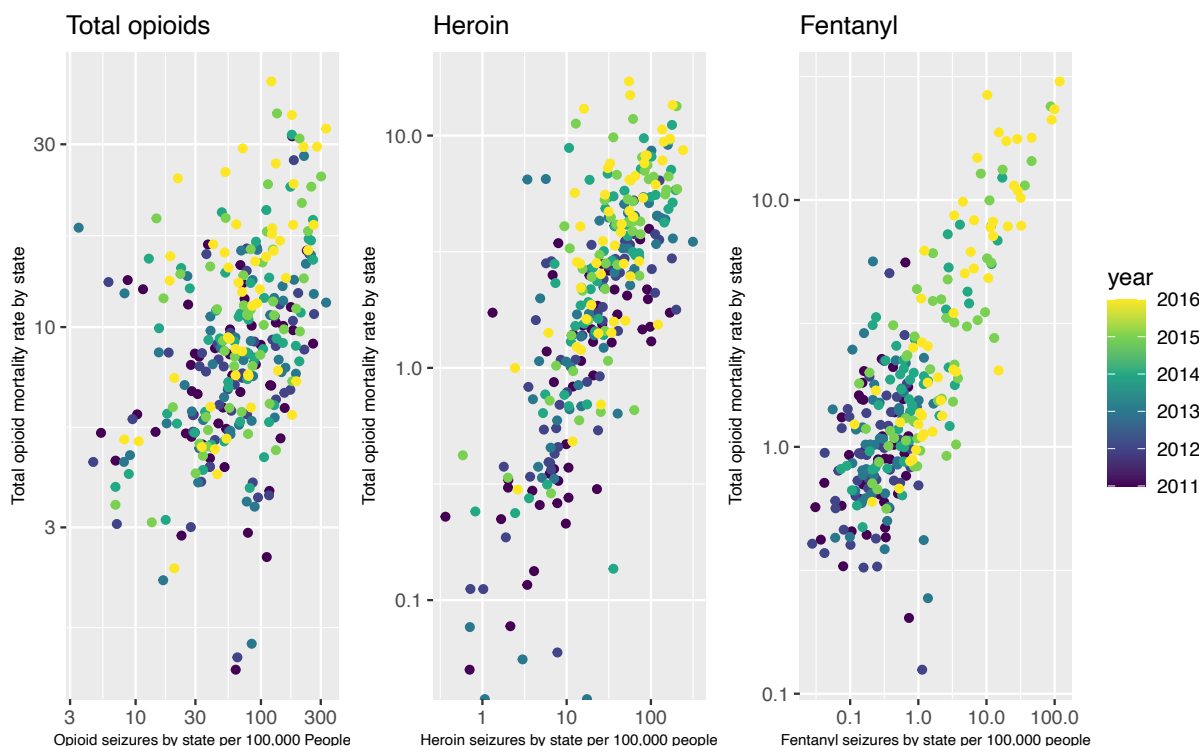 Total opioids
Heroin
Fentanyl
30
10
3
Total opioid mortality rate by state
3
10
30
100
300
Opioid seizures by state per 100,000 People
10.0
1.0
0.1
Total opioid mortality rate by state
1
10
100
Heroin seizures by state per 100,000 people
10.0
1.0
0.1
Total opioid mortality rate by state
0.1
1.0
10.0
100.0
Fentanyl seizures by state per 100,000 people
year
2016
2015
2014
2013
2012
2011